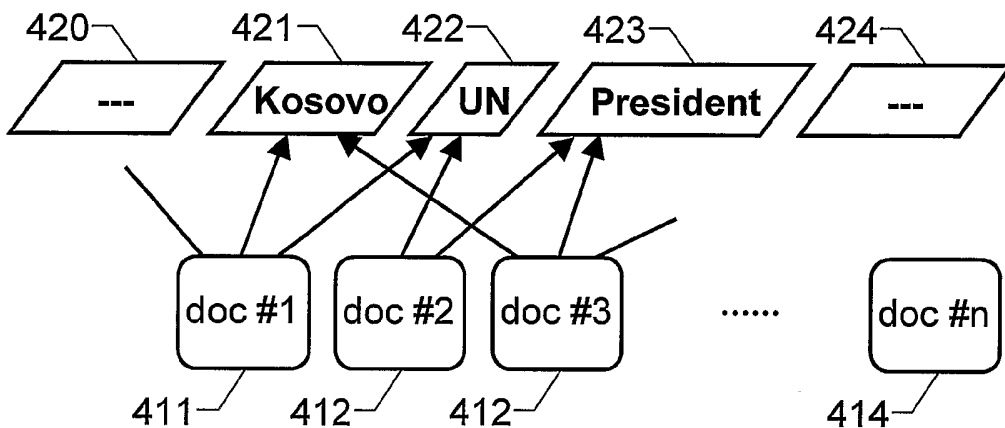 420 421 422 423 424
--- Kosovo UN President ---
doc #1 doc #2 doc #3 ...... doc #n
411 412 412 414